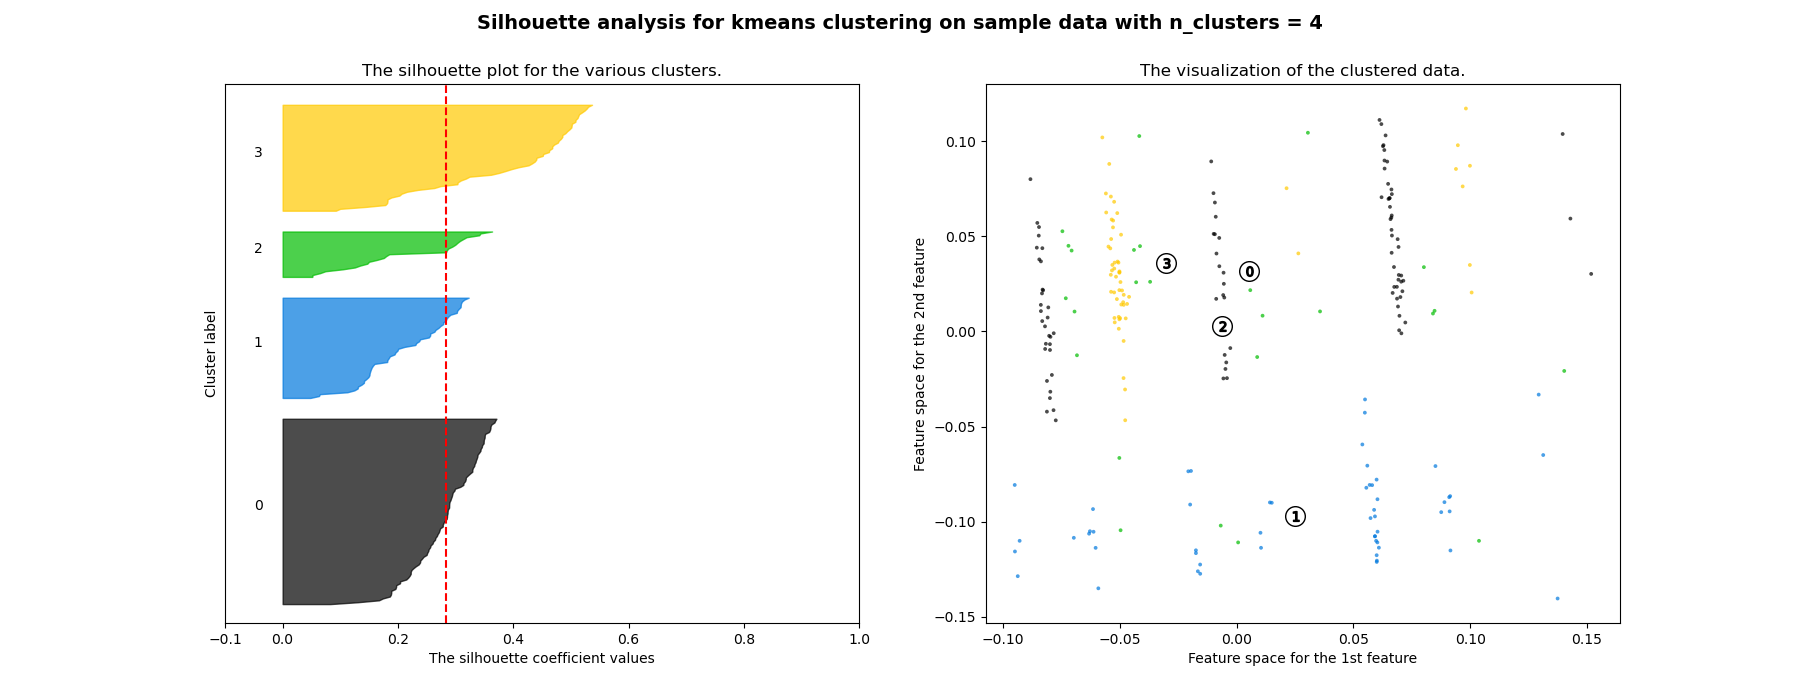 Silhouette analysis for kmeans clustering on sample data with n_clusters = 4
The silhouette plot for the various clusters.
Cluster label
3
2
1
0
−0.1 0.0 0.2 0.4 0.6 0.8 1.0
The silhouette coefficient values
The visualization of the clustered data.
Feature space for the 2nd feature
0.10
0.05
0.00
−0.05
−0.10
−0.15
3
0
2
1
−0.10 −0.05 0.00 0.05 0.10 0.15
Feature space for the 1st feature